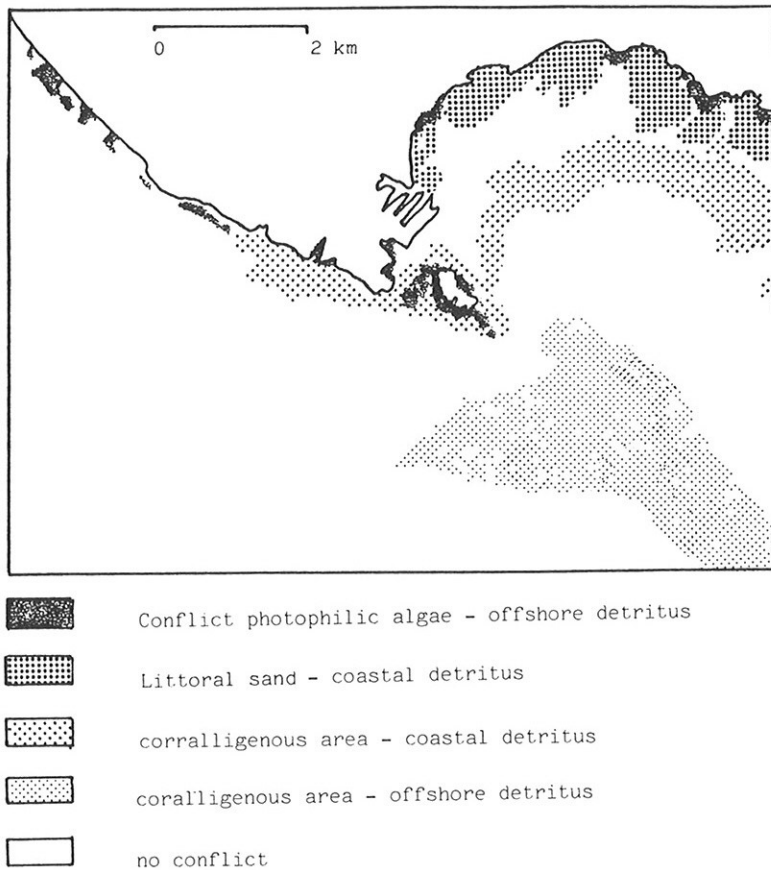 0 2 km
Conflict photophilic algae - offshore detritus
Littoral sand - coastal detritus
corralligenous area - coastal detritus
coralligenous area - offshore detritus
no conflict